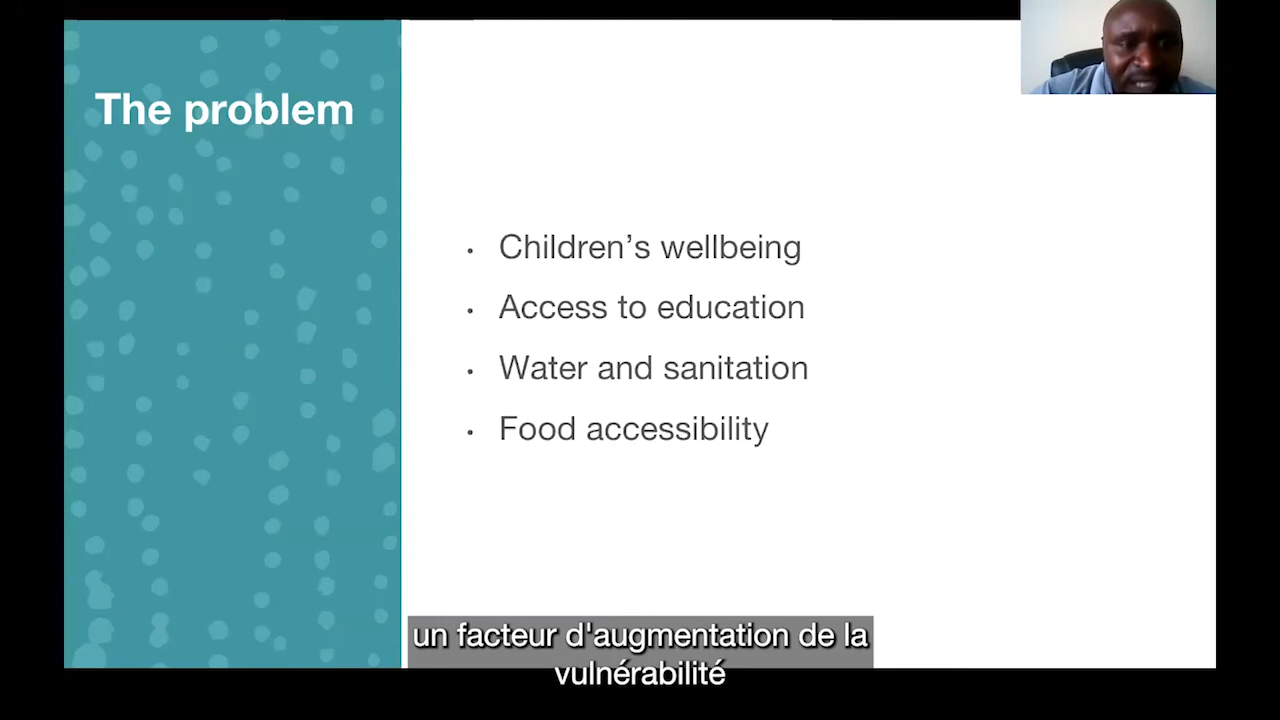 The problem
• Children’s wellbeing
• Access to education
• Water and sanitation
• Food accessibility
un facteur d'augmentation de la
vulnérabilité